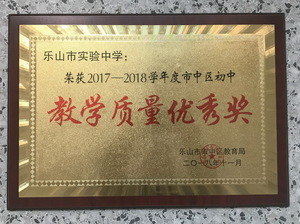 乐山市实验中学：
荣获2017—2018学年度市中区初中
教学质量优秀奖
乐山市市中区教育局
二〇一八年十一月